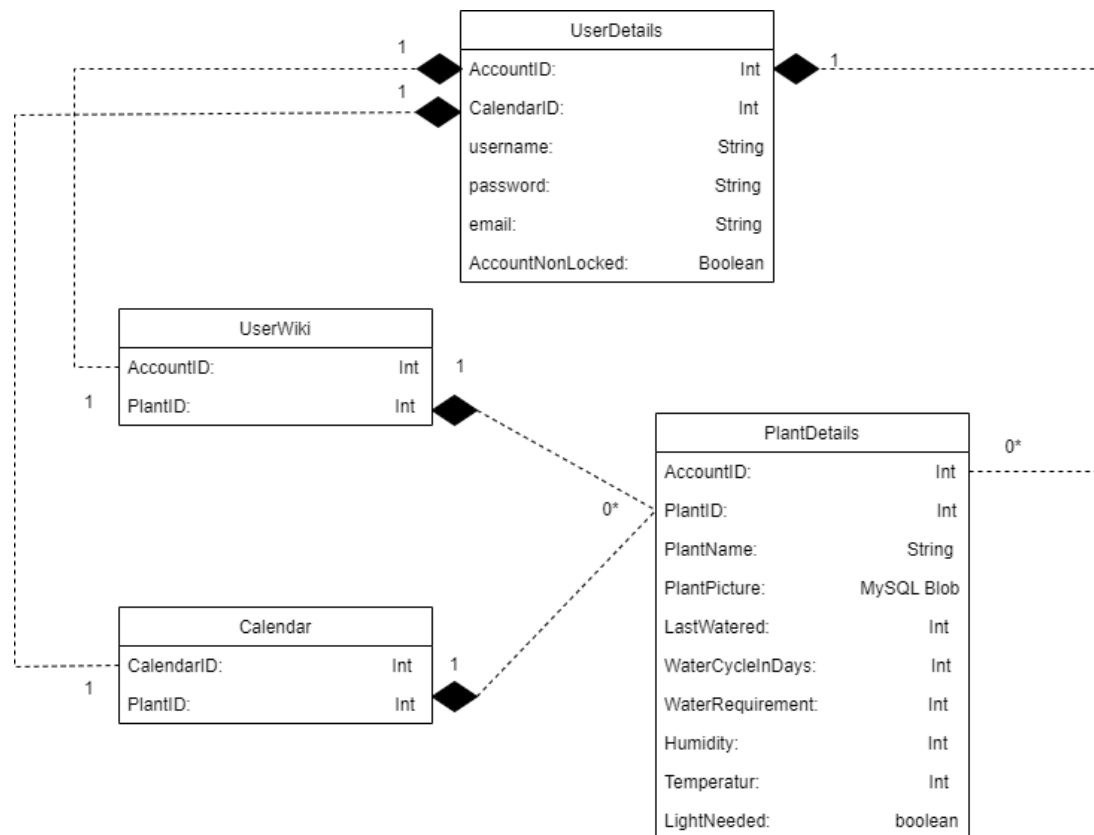 UserDetails
1
AccountID: Int
1
1
CalendarID: Int
username: String
password: String
email: String
AccountNonLocked: Boolean
UserWiki
AccountID: Int
1
1
PlantID: Int
PlantDetails
0*
AccountID: Int
0*
PlantID: Int
PlantName: String
PlantPicture: MySQL Blob
Calendar
LastWatered: Int
CalendarID: Int
1
WaterCycleInDays: Int
1
PlantID: Int
WaterRequirement: Int
Humidity: Int
Temperatur: Int
LightNeeded: boolean